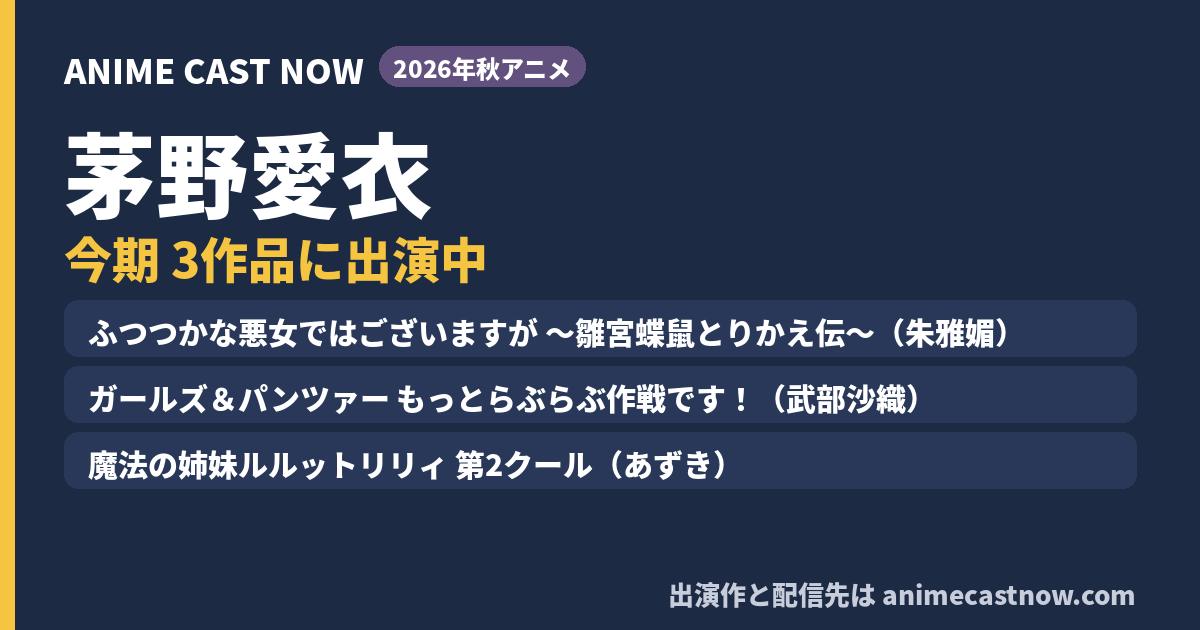 ANIME CAST NOW 2026年秋アニメ
茅野愛衣
今期 3作品に出演中
ふつつかな悪女ではございますが ～雛宮蝶鼠とりかえ伝～（朱雅媚）
ガールズ＆パンツァー もっとらぶらぶ作戦です！（武部沙織）
魔法の姉妹ルルットリリィ 第2クール（あずき）
出演作と配信先は animecastnow.com